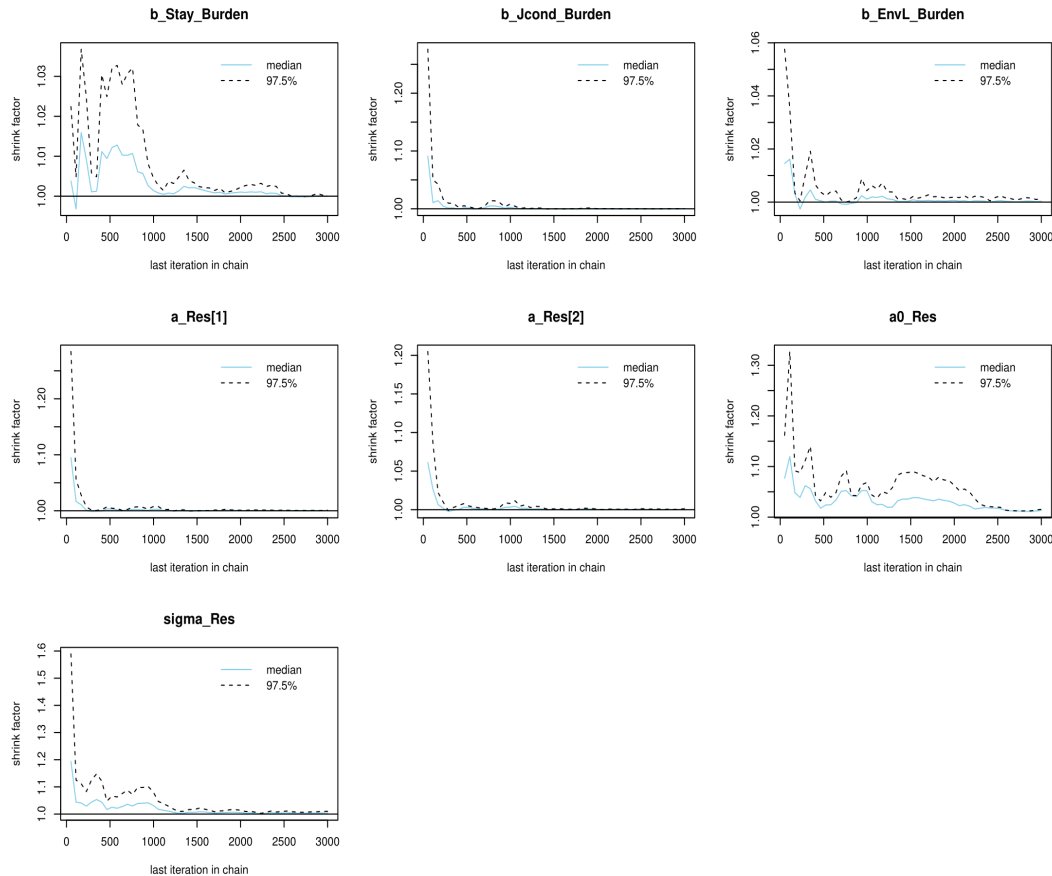 b_Stay_Burden
shrink factor
1.00 1.01 1.02 1.03
median
97.5%
0 500 1000 1500 2000 2500 3000
last iteration in chain
b_Jcond_Burden
shrink factor
1.00 1.10 1.20
median
97.5%
0 500 1000 1500 2000 2500 3000
last iteration in chain
b_EnvL_Burden
shrink factor
1.00 1.02 1.04 1.06
median
97.5%
0 500 1000 1500 2000 2500 3000
last iteration in chain
a_Res[1]
shrink factor
1.00 1.10 1.20
median
97.5%
0 500 1000 1500 2000 2500 3000
last iteration in chain
a_Res[2]
shrink factor
1.00 1.05 1.10 1.15 1.20
median
97.5%
0 500 1000 1500 2000 2500 3000
last iteration in chain
a0_Res
shrink factor
1.00 1.10 1.20 1.30
median
97.5%
0 500 1000 1500 2000 2500 3000
last iteration in chain
sigma_Res
shrink factor
1.0 1.1 1.2 1.3 1.4 1.5 1.6
median
97.5%
0 500 1000 1500 2000 2500 3000
last iteration in chain